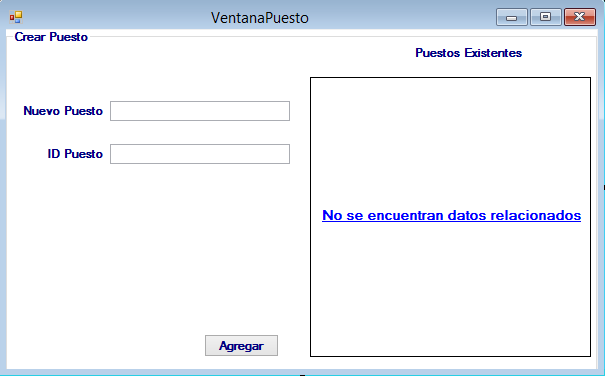 VentanaPuesto
Crear Puesto
Puestos Existentes
Nuevo Puesto
ID Puesto
No se encuentran datos relacionados
Agregar